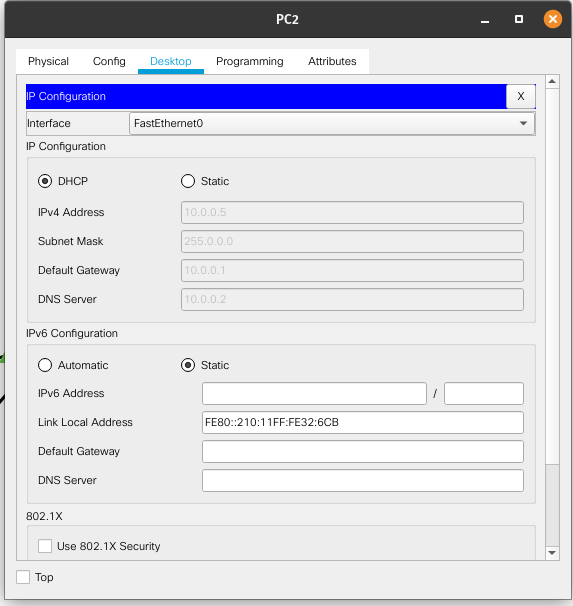 PC2
Physical Config Desktop Programming Attributes
IP Configuration X
Interface FastEthernet0
IP Configuration
DHCP Static
IPv4 Address 10.0.0.5
Subnet Mask 255.0.0.0
Default Gateway 10.0.0.1
DNS Server 10.0.0.2
IPv6 Configuration
Automatic Static
IPv6 Address /
Link Local Address FE80::210:11FF:FE32:6CB
Default Gateway
DNS Server
802.1X
Use 802.1X Security
Top